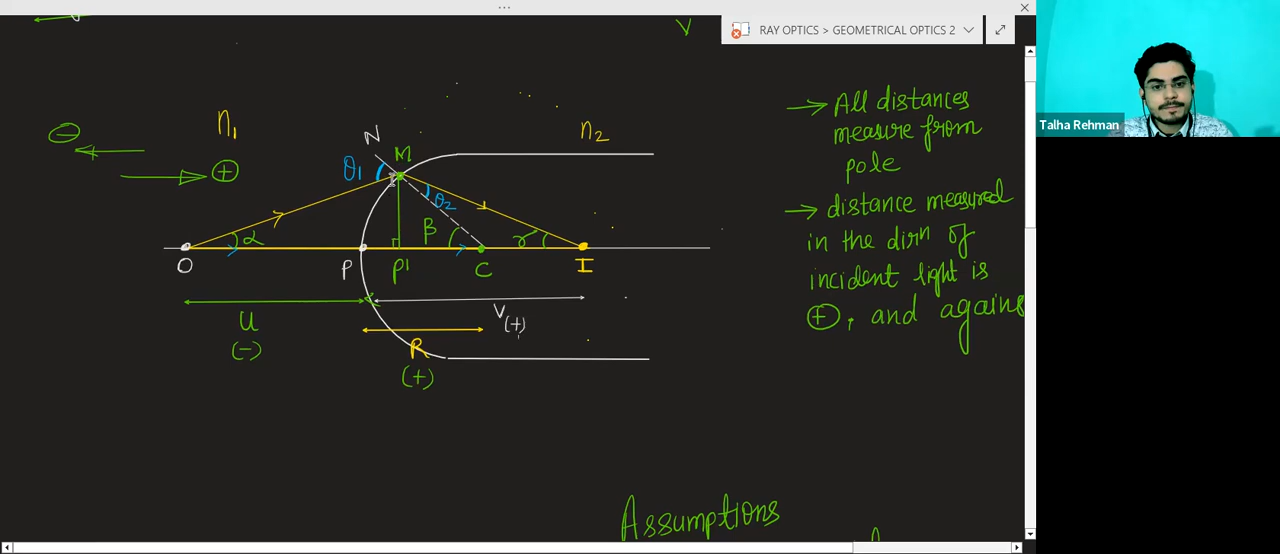 RAY OPTICS > GEOMETRICAL OPTICS 2
V
Talha Rehman
n1
n2
⊖
⊕
N
M
θ1
θ2
α
β
γ
O
P
P'
C
I
U
(-)
V(+)
R
(+)
→ All distances
measure from
pole
→ distance measured
in the dirn of
incident light is
⊕, and agains
Assumptions